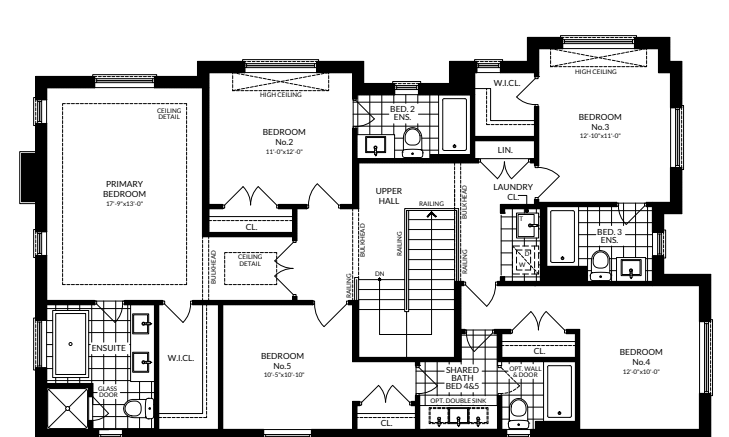 HIGH CEILING
W.I.CL.
HIGH CEILING
CEILING
DETAIL
BED. 2
ENS.
BEDROOM
No.3
12'-10"x11'-0"
BEDROOM
No.2
11'-0"x12'-0"
LIN.
PRIMARY
BEDROOM
17'-9"x13'-0"
UPPER
HALL
RAILING
BULKHEAD
LAUNDRY
CL.
CL.
T
BED. 3
ENS.
BULKHEAD
RAILING
BULKHEAD
CEILING
DETAIL
RAILING
D
W
DN
RAILING
ENSUITE
W.I.CL.
BEDROOM
No.5
10'-5"x10'-10"
CL.
BEDROOM
No.4
12'-0"x10'-0"
SHARED
BATH
BED 4&5
OPT. WALL
& DOOR
GLASS
DOOR
OPT. DOUBLE SINK
CL.